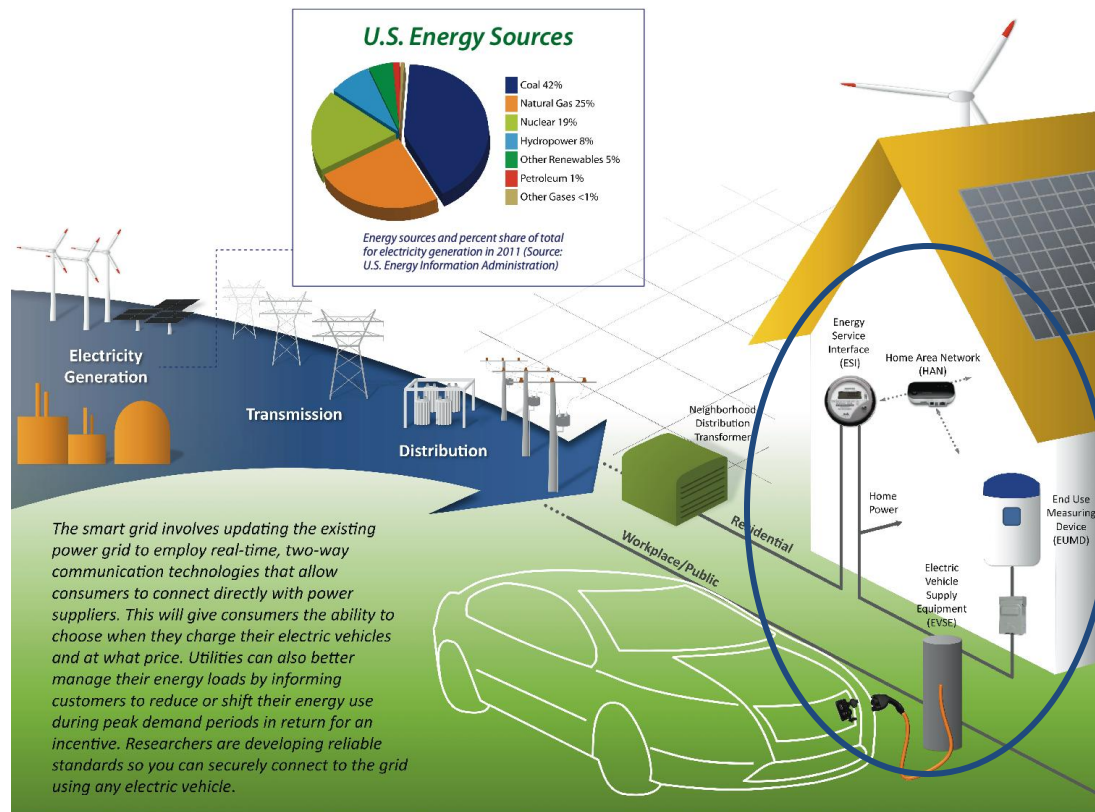 U.S. Energy Sources
Coal 42%
Natural Gas 25%
Nuclear 19%
Hydropower 8%
Other Renewables 5%
Petroleum 1%
Other Gases <1%
Energy sources and percent share of total
for electricity generation in 2011 (Source:
U.S. Energy Information Administration)
Electricity
Generation
Transmission
Distribution
Neighborhood
Distribution
Transformer
Residential
Workplace/Public
Energy
Service
Interface
(ESI)
Home Area Network
(HAN)
Home
Power
End Use
Measuring
Device
(EUMD)
Electric
Vehicle
Supply
Equipment
(EVSE)
The smart grid involves updating the existing
power grid to employ real-time, two-way
communication technologies that allow
consumers to connect directly with power
suppliers. This will give consumers the ability to
choose when they charge their electric vehicles
and at what price. Utilities can also better
manage their energy loads by informing
customers to reduce or shift their energy use
during peak demand periods in return for an
incentive. Researchers are developing reliable
standards so you can securely connect to the grid
using any electric vehicle.